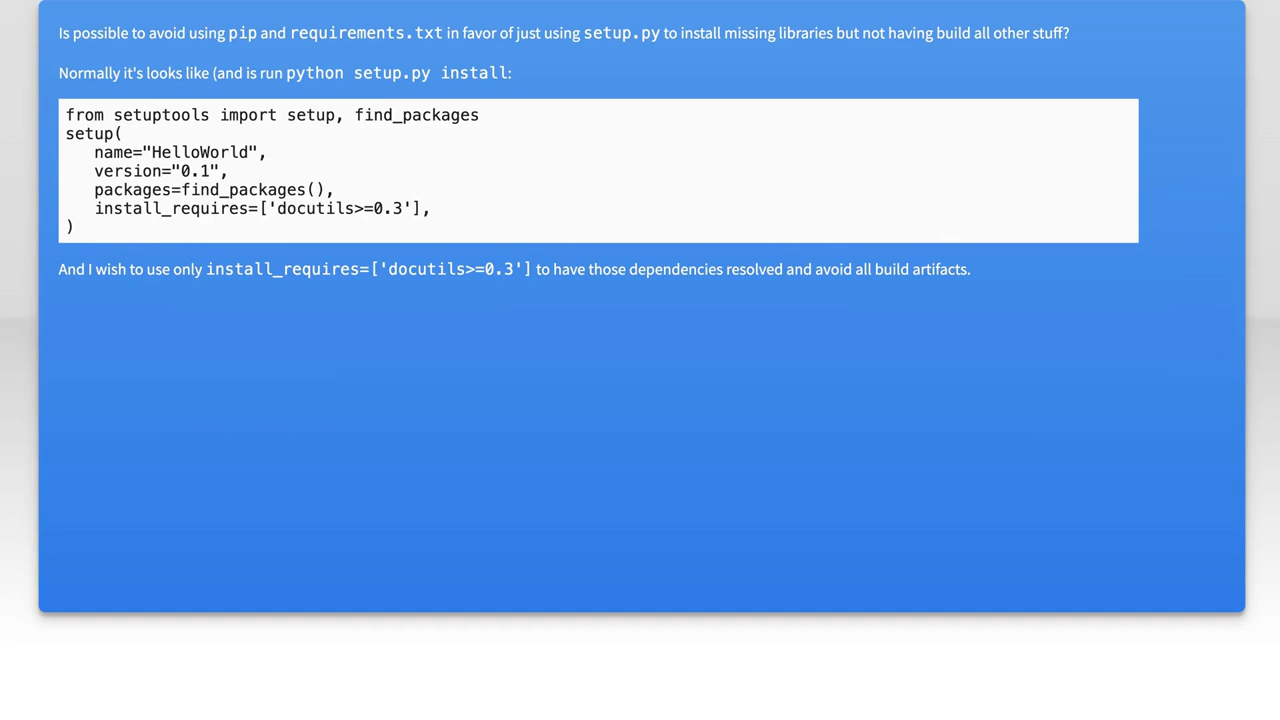 Is possible to avoid using pip and requirements.txt in favor of just using setup.py to install missing libraries but not having build all other stuff?
Normally it's looks like (and is run python setup.py install:
from setuptools import setup, find_packages
setup(
   name="HelloWorld",
   version="0.1",
   packages=find_packages(),
   install_requires=['docutils>=0.3'],
)
And I wish to use only install_requires=['docutils>=0.3'] to have those dependencies resolved and avoid all build artifacts.